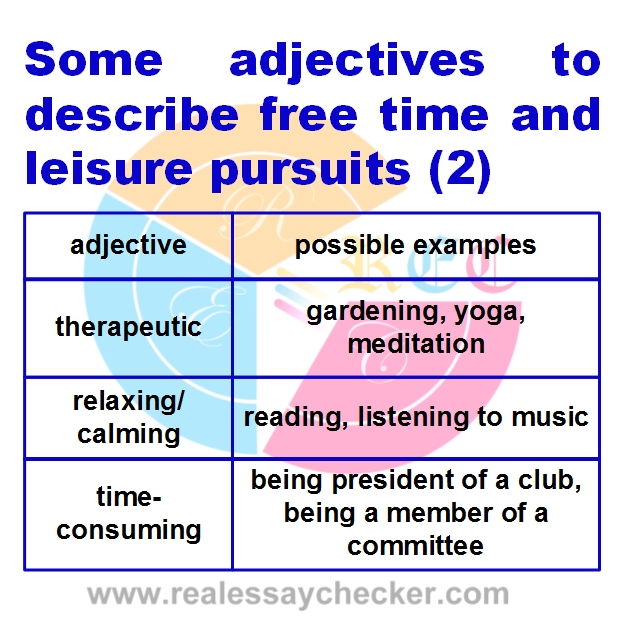 Some adjectives to
describe free time and
leisure pursuits (2)
adjective
possible examples
therapeutic
gardening, yoga,
meditation
relaxing/
calming
reading, listening to music
time-
consuming
being president of a club,
being a member of a
committee
R
E
C
= REC
www.realessaychecker.com